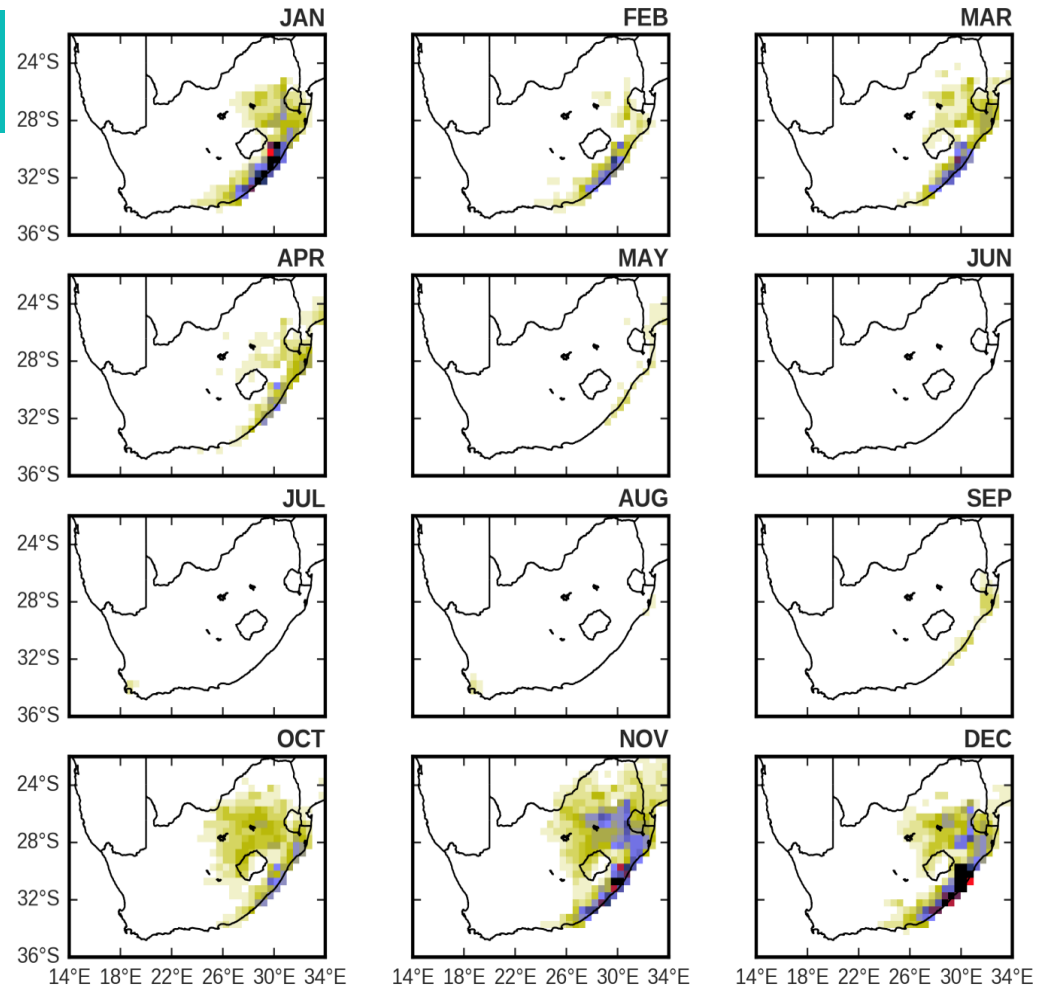 JAN FEB MAR
24°S
28°S
32°S
36°S
APR MAY JUN
24°S
28°S
32°S
36°S
JUL AUG SEP
24°S
28°S
32°S
36°S
OCT NOV DEC
24°S
28°S
32°S
36°S
14°E 18°E 22°E 26°E 30°E 34°E 14°E 18°E 22°E 26°E 30°E 34°E 14°E 18°E 22°E 26°E 30°E 34°E